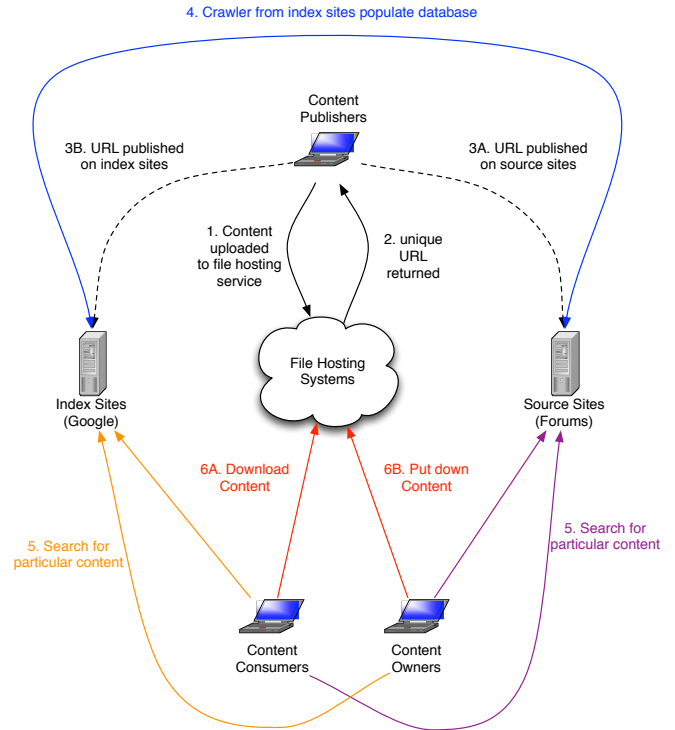 4. Crawler from index sites populate database
Content
Publishers
3B. URL published
on index sites
3A. URL published
on source sites
1. Content
uploaded
to file hosting
service
2. unique
URL
returned
File Hosting
Systems
Index Sites
(Google)
Source Sites
(Forums)
6A. Download
Content
6B. Put down
Content
5. Search for
particular content
5. Search for
particular content
Content
Consumers
Content
Owners